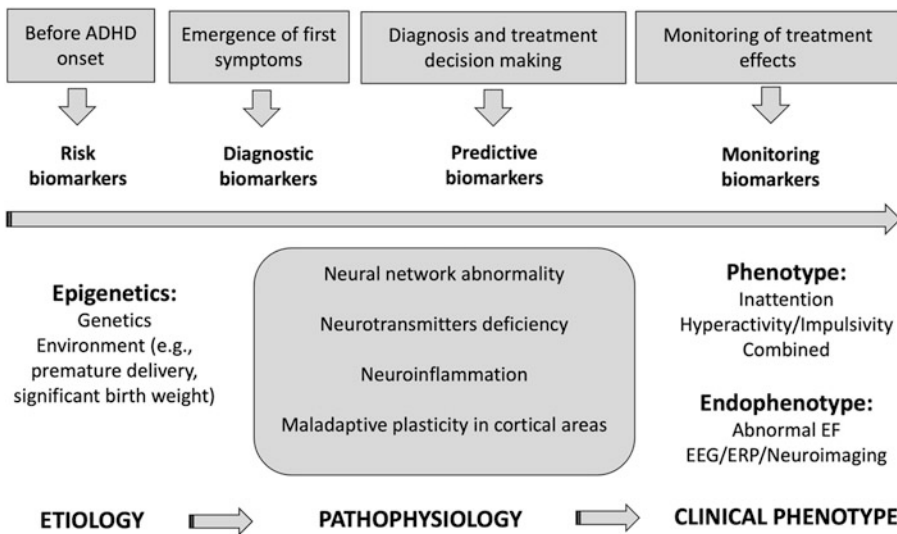 Before ADHD
onset
Emergence of first
symptoms
Diagnosis and treatment
decision making
Monitoring of treatment
effects
Risk
biomarkers
Diagnostic
biomarkers
Predictive
biomarkers
Monitoring
biomarkers
Epigenetics:
Genetics
Environment (e.g.,
premature delivery,
significant birth weight)
Neural network abnormality
Neurotransmitters deficiency
Neuroinflammation
Maladaptive plasticity in cortical areas
Phenotype:
Inattention
Hyperactivity/Impulsivity
Combined
Endophenotype:
Abnormal EF
EEG/ERP/Neuroimaging
ETIOLOGY
PATHOPHYSIOLOGY
CLINICAL PHENOTYPE